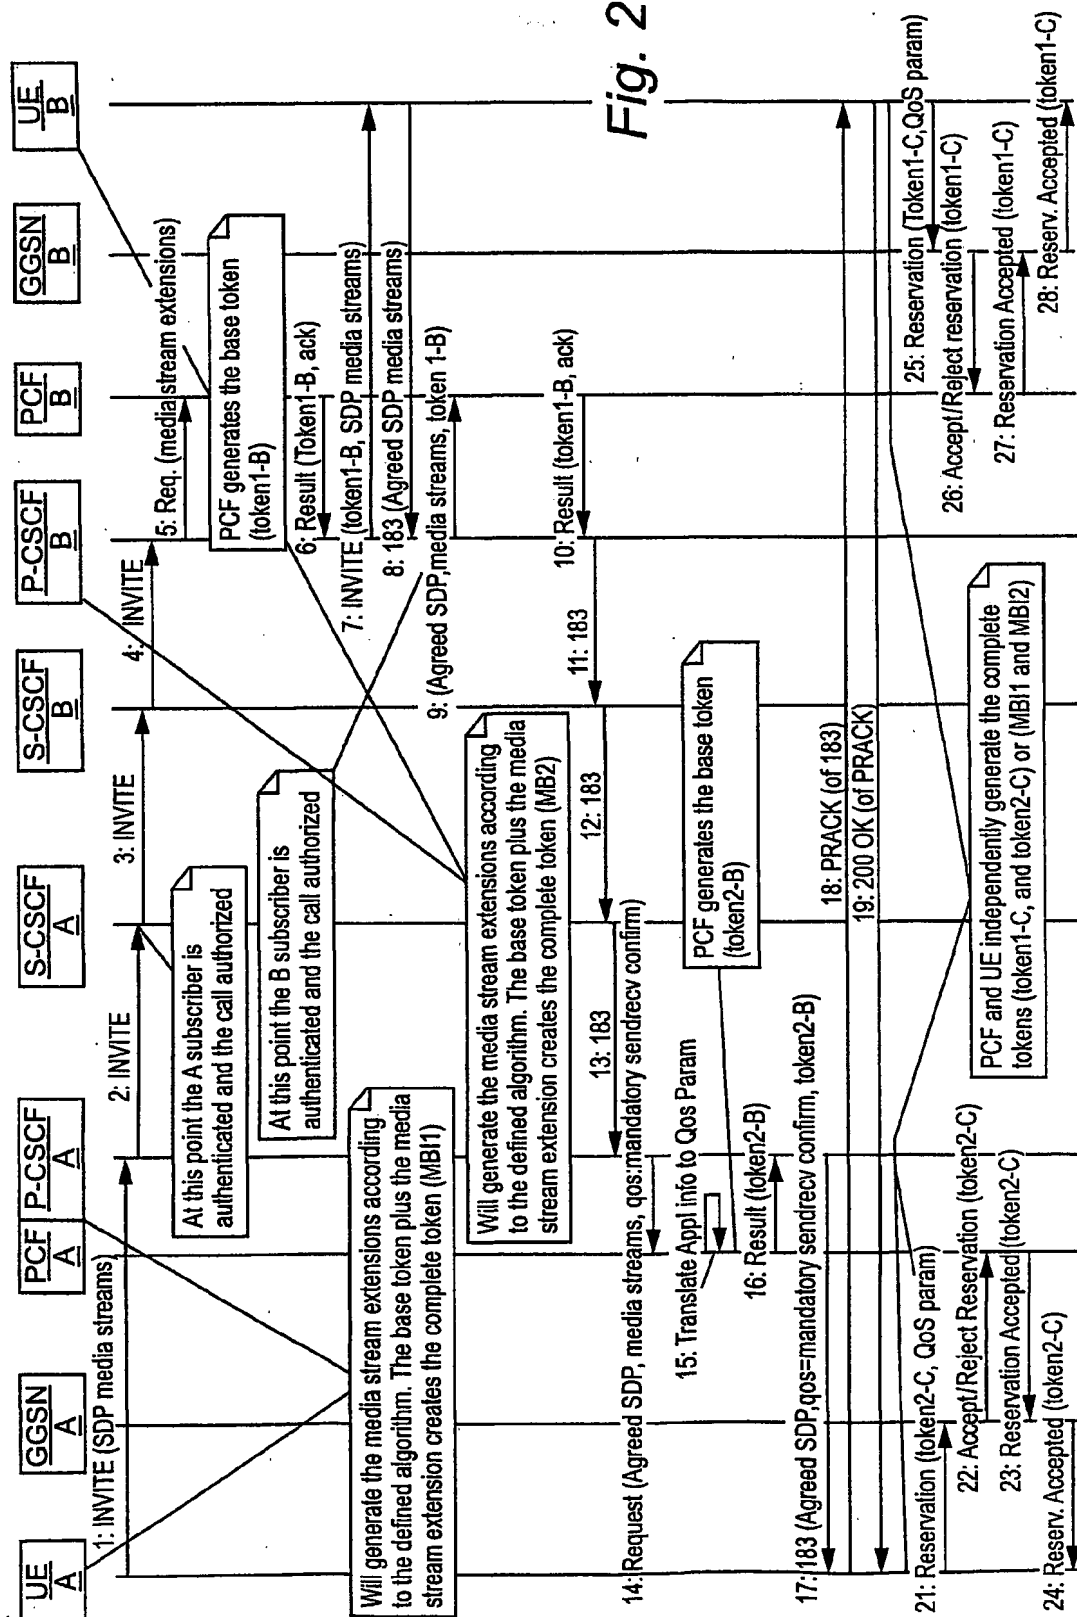 UE
A
GGSN
A
PCF
A
P-CSCF
A
S-CSCF
A
S-CSCF
B
P-CSCF
B
PCF
B
GGSN
B
UE
B
1: INVITE (SDP media streams)
2: INVITE
3: INVITE
4: INVITE
5: Req. (media stream extensions)
At this point the A subscriber is
authenticated and the call authorized
PCF generates the base token
(token1-B)
At this point the B subscriber is
authenticated and the call authorized
6: Result (Token1-B, ack)
7: INVITE (token1-B, SDP media streams)
Will generate the media stream extensions according
to the defined algorithm. The base token plus the media
stream extension creates the complete token (MBI1)
8: 183 (Agreed SDP media streams)
9: (Agreed SDP,media streams, token 1-B)
Will generate the media stream extensions according
to the defined algorithm. The base token plus the media
stream extension creates the complete token (MB2)
10: Result (token1-B, ack)
11: 183
12: 183
13: 183
14:Request (Agreed SDP, media streams, qos:mandatory sendrecv confirm)
15: Translate Appl info to Qos Param
PCF generates the base token
(token2-B)
16: Result (token2-B)
17:183 (Agreed SDP,qos=mandatory sendrecv confirm, token2-B)
18: PRACK (of 183)
19: 200 OK (of PRACK)
21: Reservation (token2-C, QoS param)
22: Accept/Reject Reservation (token2-C)
23: Reservation Accepted (token2-C)
24: Reserv. Accepted (token2-C)
PCF and UE independently generate the complete
tokens (token1-C, and token2-C) or (MBI1 and MBI2)
25: Reservation (Token1-C,QoS param)
26: Accept/Reject reservation (token1-C)
27: Reservation Accepted (token1-C)
28: Reserv. Accepted (token1-C)
Fig. 2